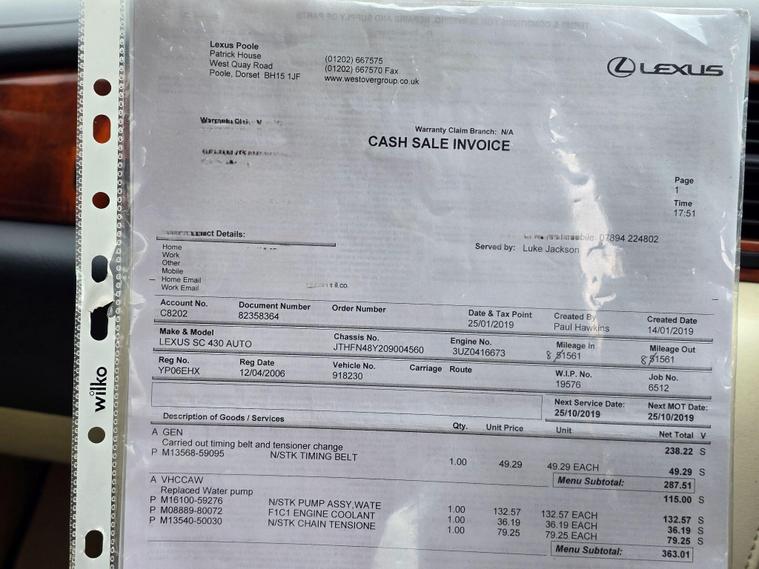 Lexus Poole
Patrick House
West Quay Road
Poole, Dorset BH15 1JF
(01202) 667575
(01202) 667570 Fax
www.westovergroup.co.uk
LEXUS
Warranty Claim Branch: N/A
CASH SALE INVOICE
Page
1
Time
17:51
Details:
07894 224802
Served by: Luke Jackson
Home
Work
Other
Mobile
Home Email
Work Email
Account No. Document Number Order Number Date & Tax Point Created By Created Date
C8202 82358364 25/01/2019 Paul Hawkins 14/01/2019
Make & Model Chassis No. Engine No. Mileage In Mileage Out
LEXUS SC 430 AUTO JTHFN48Y209004560 3UZ0416673
Reg No. Reg Date Vehicle No. Carriage Route W.I.P. No. Job No.
YP06EHX 12/04/2006 918230 19576 6512
Next Service Date: Next MOT Date:
25/10/2019 25/10/2019
Description of Goods / Services Qty. Unit Price Unit Net Total V
A GEN 238.22 S
Carried out timing belt and tensioner change
P M13568-59095 N/STK TIMING BELT 1.00 49.29 49.29 EACH 49.29 S
Menu Subtotal: 287.51
A VHCCAW 115.00 S
Replaced Water pump
P M16100-59276 N/STK PUMP ASSY,WATE 1.00 132.57 132.57 EACH 132.57 S
P M08889-80072 F1C1 ENGINE COOLANT 1.00 36.19 36.19 EACH 36.19 S
P M13540-50030 N/STK CHAIN TENSIONE 1.00 79.25 79.25 EACH 79.25 S
Menu Subtotal: 363.01
wilko